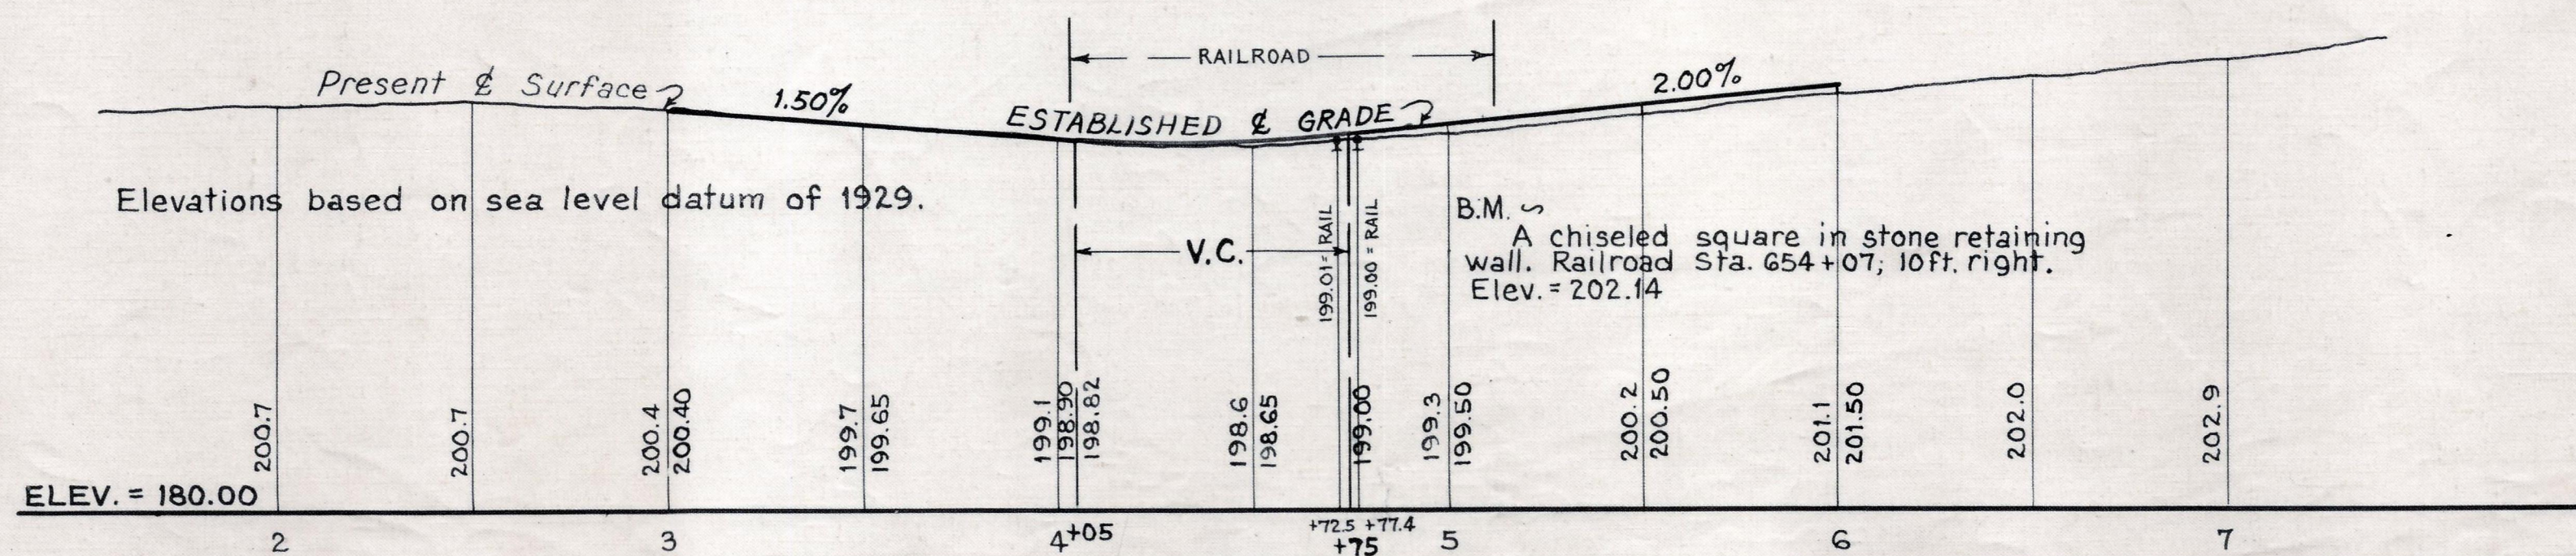 RAILROAD
Present ℄ Surface
1.50%
ESTABLISHED ℄ GRADE
2.00%
Elevations based on sea level datum of 1929.
B.M. ~
A chiseled square in stone retaining
wall. Railroad Sta. 654+07; 10ft. right.
Elev. = 202.14
V.C.
199.01 = RAIL
199.00 = RAIL
200.7
200.7
200.4
200.40
199.7
199.65
199.1
198.90
198.82
198.6
198.65
199.00
199.3
199.50
200.2
200.50
201.1
201.50
202.0
202.9
ELEV. = 180.00
+72.5 +77.4
2 3 4 +05 +75 5 6 7